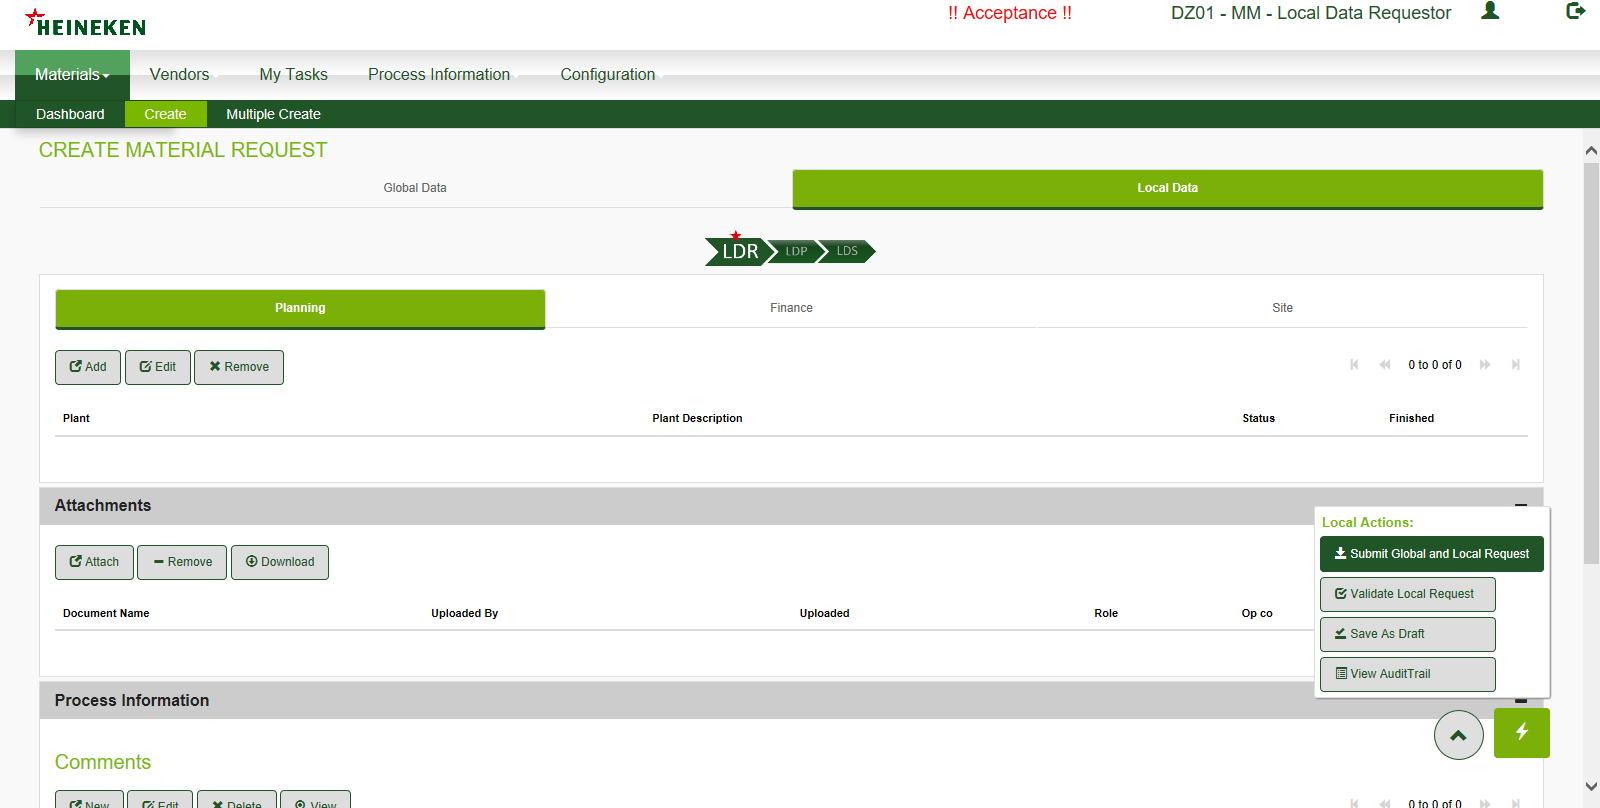 HEINEKEN
!! Acceptance !!
DZ01 - MM - Local Data Requestor
Materials
Vendors
My Tasks
Process Information
Configuration
Dashboard
Create
Multiple Create
CREATE MATERIAL REQUEST
Global Data
Local Data
LDR
LDP
LDS
Planning
Finance
Site
Add
Edit
Remove
0 to 0 of 0
Plant
Plant Description
Status
Finished
Attachments
Attach
Remove
Download
Document Name
Uploaded By
Uploaded
Role
Op co
Local Actions:
Submit Global and Local Request
Validate Local Request
Save As Draft
View AuditTrail
Process Information
Comments
New
Edit
Delete
View
0 to 0 of 0